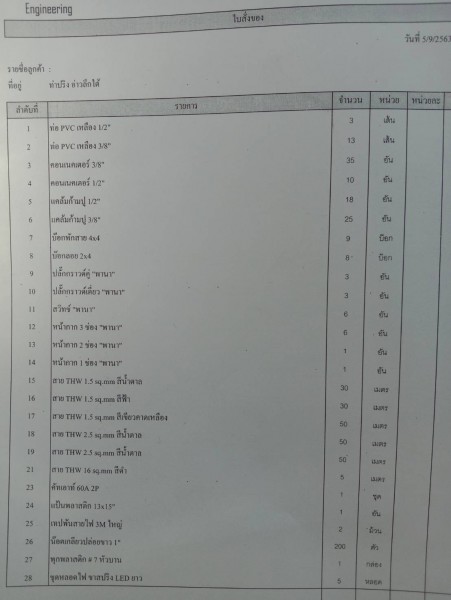 Engineering
ใบสั่งของ
วันที่ 5/9/2563
รายชื่อลูกค้า :
ที่อยู่ ท่าปริง อ่าวลึกใต้
ลำดับที่ รายการ จำนวน หน่วย หน่วยกะ
1 ท่อ PVC เหลือง 1/2" 3 เส้น
2 ท่อ PVC เหลือง 3/8" 13 เส้น
3 คอนเนคเตอร์ 3/8" 35 อัน
4 คอนเนคเตอร์ 1/2" 10 อัน
5 แคล้มก้ามปู 1/2" 18 อัน
6 แคล้มก้ามปู 3/8" 25 อัน
7 บ๊อกพักสาย 4x4 9 บ๊อก
8 บ๊อกลอย 2x4 8 บ๊อก
9 ปลั๊กกราวด์คู่ "พานา" 3 อัน
10 ปลั๊กกราวด์เดี่ยว "พานา" 3 อัน
11 สวิทซ์ "พานา" 6 อัน
12 หน้ากาก 3 ช่อง "พานา" 6 อัน
13 หน้ากาก 2 ช่อง "พานา" 1 อัน
14 หน้ากาก 1 ช่อง "พานา" 1 อัน
15 สาย THW 1.5 sq.mm สีน้ำตาล 30 เมตร
16 สาย THW 1.5 sq.mm สีฟ้า 30 เมตร
17 สาย THW 1.5 sq.mm สีเขียวคาดเหลือง 50 เมตร
18 สาย THW 2.5 sq.mm สีน้ำตาล 50 เมตร
19 สาย THW 2.5 sq.mm สีน้ำตาล 50 เมตร
21 สาย THW 16 sq.mm สีดำ 5 เมตร
23 คัทเอาท์ 60A 2P 1 ชุด
24 แป้นพลาสติก 13x15" 1 อัน
25 เทปพันสายไฟ 3M ใหญ่ 2 ม้วน
26 น๊อตเกลียวปล่อยขาว 1" 200 ตัว
27 พุกพลาสติก # 7 หัวบาน 1 กล่อง
28 ชุดหลอดไฟ ขาสปริง LED ยาว 5 หลอด